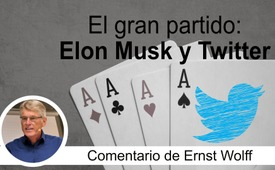 El gran partido:
Elon Musk y Twitter
A
A
A
A
Comentario de Ernst Wolff